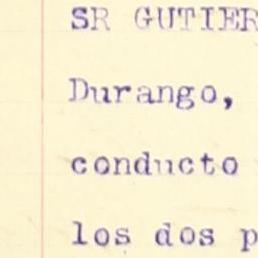 SR GUTIER
Durango,
conducto
los dos p